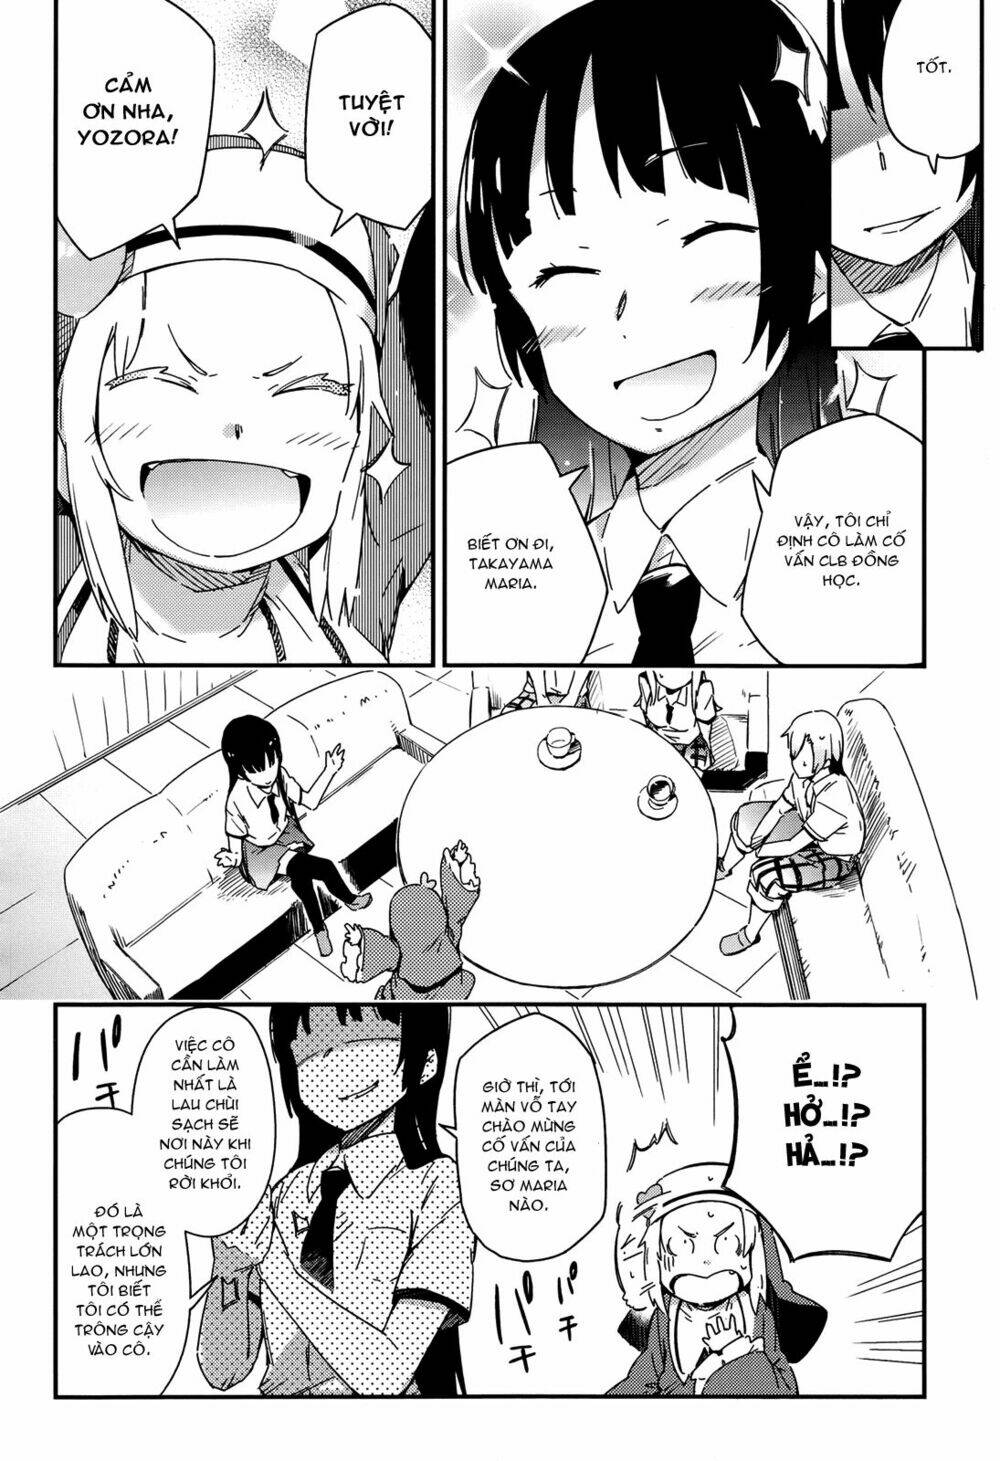 TỐT.
VẬY, TÔI CHỈ
ĐỊNH CÔ LÀM CỐ
VẤN CLB ĐỒNG
HỌC.
BIẾT ƠN ĐI,
TAKAYAMA
MARIA.
TUYỆT
VỜI!
CẢM
ƠN NHA,
YOZORA!
Ể...!?
HỞ...!?
HẢ...!?
GIỜ THÌ, TỚI
MÀN VỖ TAY
CHÀO MỪNG
CỐ VẤN CỦA
CHÚNG TA,
SƠ MARIA
NÀO.
パチ
パチ
VIỆC CÔ
CẦN LÀM
NHẤT LÀ
LAU CHÙI
SẠCH SẼ
NƠI NÀY KHI
CHÚNG TÔI
RỜI KHỎI.
パチ
ĐÓ LÀ
MỘT TRỌNG
TRÁCH LỚN
LAO, NHƯNG
TÔI BIẾT
TÔI CÓ THỂ
TRÔNG CẬY
VÀO CÔ.